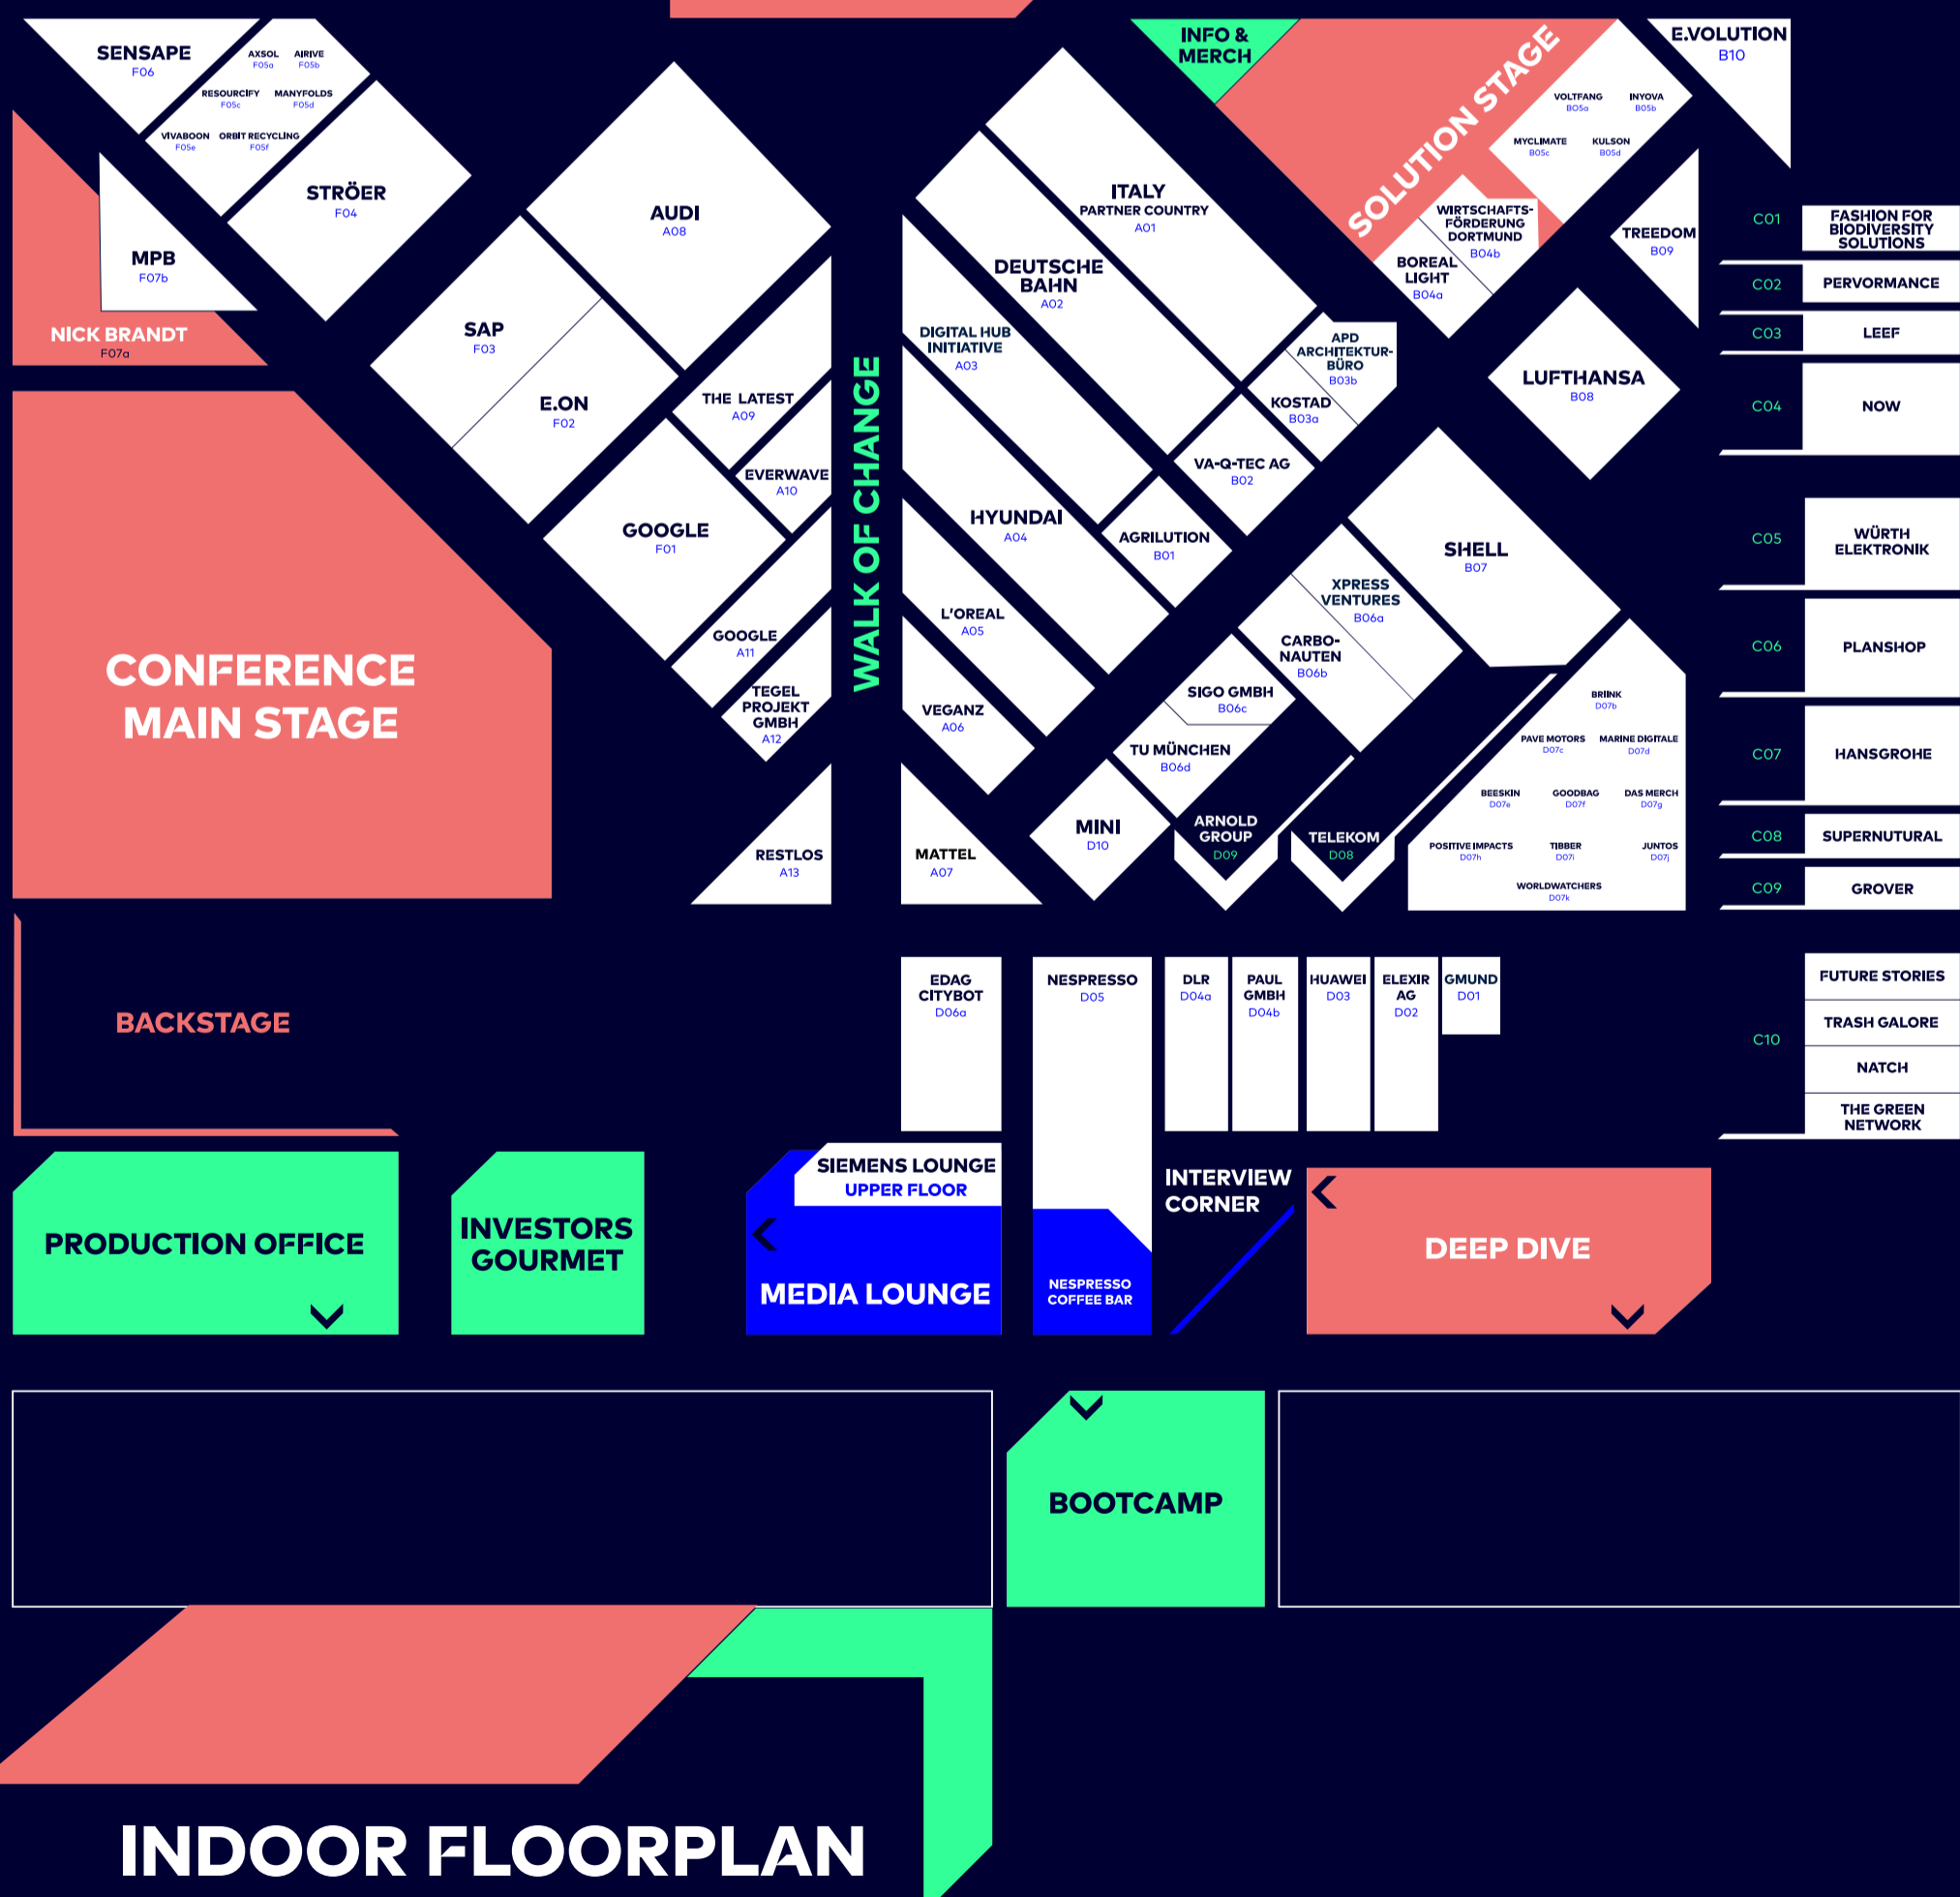 INFO &
MERCH
SOLUTION STAGE
E.VOLUTION
B10
SENSAPE
F06
AXSOL
F05a
AIRIVE
F05b
RESOURCIFY
F05c
MANYFOLDS
F05d
VIVABOON
F05e
ORBIT RECYCLING
F05f
STRÖER
F04
MPB
F07b
NICK BRANDT
F07a
AUDI
A08
SAP
F03
E.ON
F02
THE LATEST
A09
EVERWAVE
A10
GOOGLE
F01
GOOGLE
A11
TEGEL
PROJEKT
GMBH
A12
RESTLOS
A13
WALK OF CHANGE
ITALY
PARTNER COUNTRY
A01
DEUTSCHE
BAHN
A02
DIGITAL HUB
INITIATIVE
A03
HYUNDAI
A04
L'OREAL
A05
VEGANZ
A06
MATTEL
A07
VOLTFANG
BO5a
INYOVA
B05b
MYCLIMATE
B05c
KULSON
B05d
WIRTSCHAFTS-
FÖRDERUNG
DORTMUND
B04b
BOREAL
LIGHT
B04a
TREEDOM
B09
APD
ARCHITEKTUR-
BÜRO
B03b
KOSTAD
B03a
VA-Q-TEC AG
B02
AGRILUTION
B01
LUFTHANSA
B08
SHELL
B07
XPRESS
VENTURES
B06a
CARBO-
NAUTEN
B06b
SIGO GMBH
B06c
TU MÜNCHEN
B06d
MINI
D10
ARNOLD
GROUP
D09
TELEKOM
D08
BRIINK
D07b
PAVE MOTORS
D07c
MARINE DIGITALE
D07d
BEESKIN
D07e
GOODBAG
D07f
DAS MERCH
D07g
POSITIVE IMPACTS
D07h
TIBBER
D07i
JUNTOS
D07j
WORLDWATCHERS
D07k
C01
FASHION FOR
BIODIVERSITY
SOLUTIONS
C02
PERVORMANCE
C03
LEEF
C04
NOW
C05
WÜRTH
ELEKTRONIK
C06
PLANSHOP
C07
HANSGROHE
C08
SUPERNUTURAL
C09
GROVER
C10
FUTURE STORIES
TRASH GALORE
NATCH
THE GREEN
NETWORK
CONFERENCE
MAIN STAGE
BACKSTAGE
EDAG
CITYBOT
D06a
NESPRESSO
D05
DLR
D04a
PAUL
GMBH
D04b
HUAWEI
D03
ELEXIR
AG
D02
GMUND
D01
PRODUCTION OFFICE
INVESTORS
GOURMET
SIEMENS LOUNGE
UPPER FLOOR
MEDIA LOUNGE
NESPRESSO
COFFEE BAR
INTERVIEW
CORNER
DEEP DIVE
BOOTCAMP
INDOOR FLOORPLAN